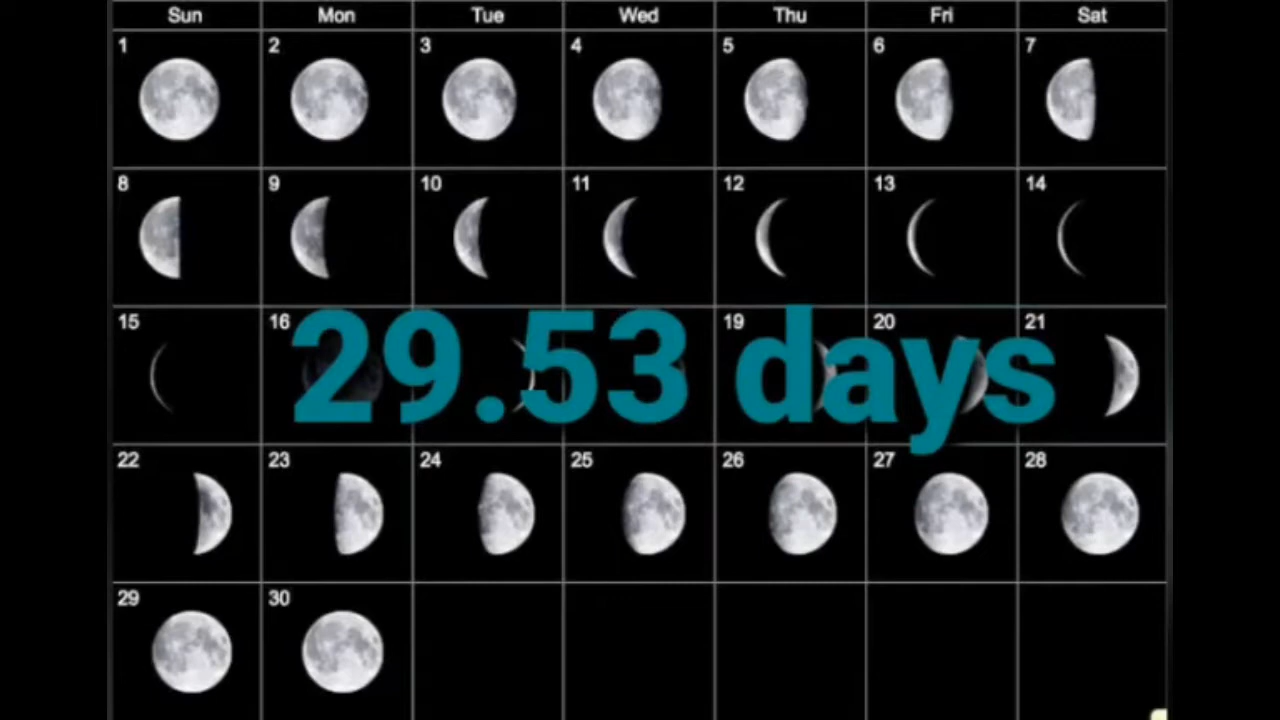 Sun Mon Tue Wed Thu Fri Sat
1 2 3 4 5 6 7
8 9 10 11 12 13 14
15 16 19 20 21
29.53 days
22 23 24 25 26 27 28
29 30